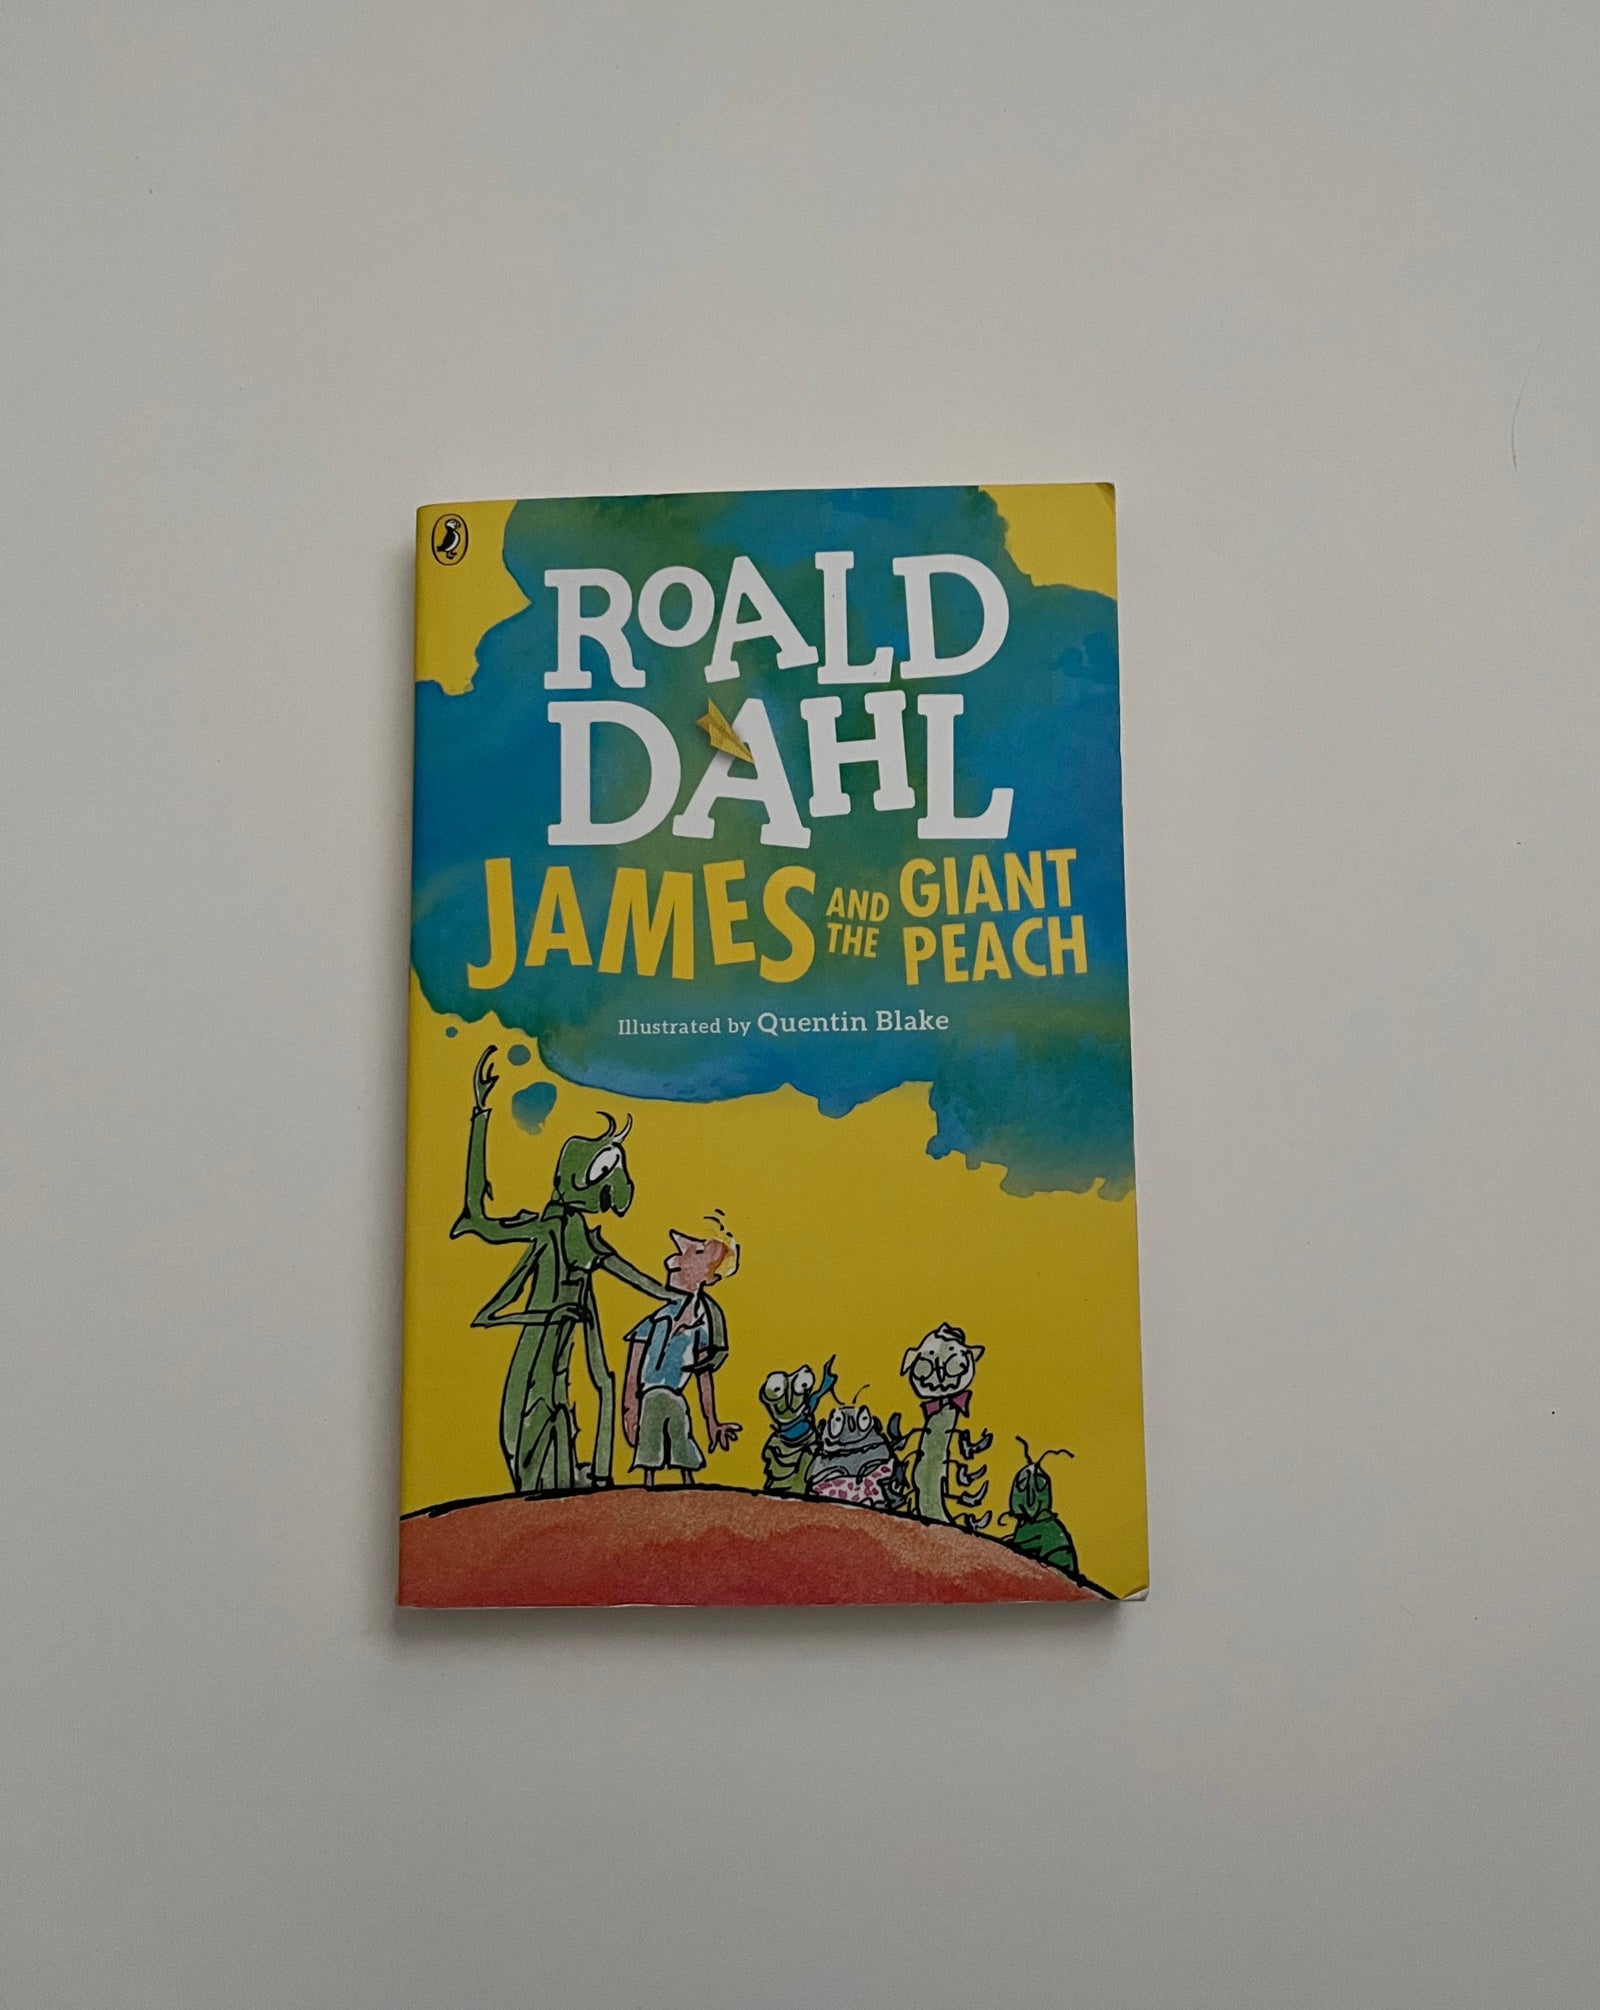 ROALD
DAHL
JAMES AND THE GIANT PEACH
Illustrated by Quentin Blake